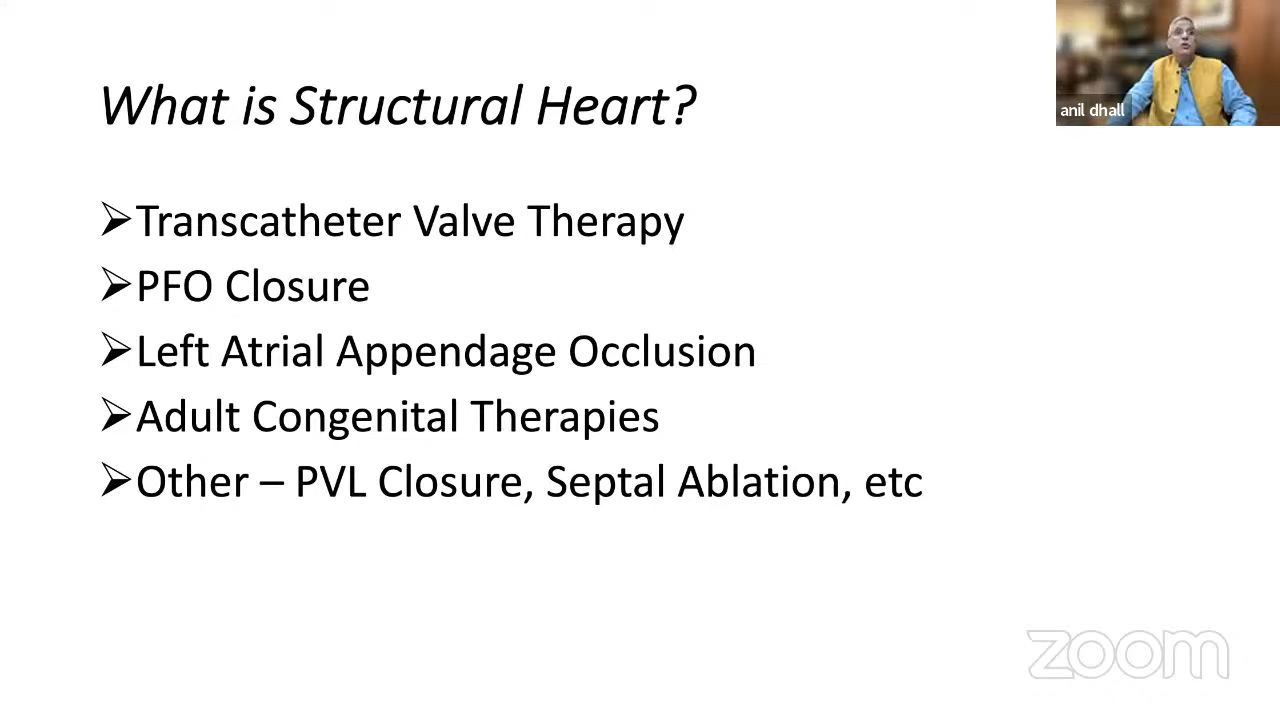 What is Structural Heart?
anil dhall
➢Transcatheter Valve Therapy
➢PFO Closure
➢Left Atrial Appendage Occlusion
➢Adult Congenital Therapies
➢Other – PVL Closure, Septal Ablation, etc
zoom